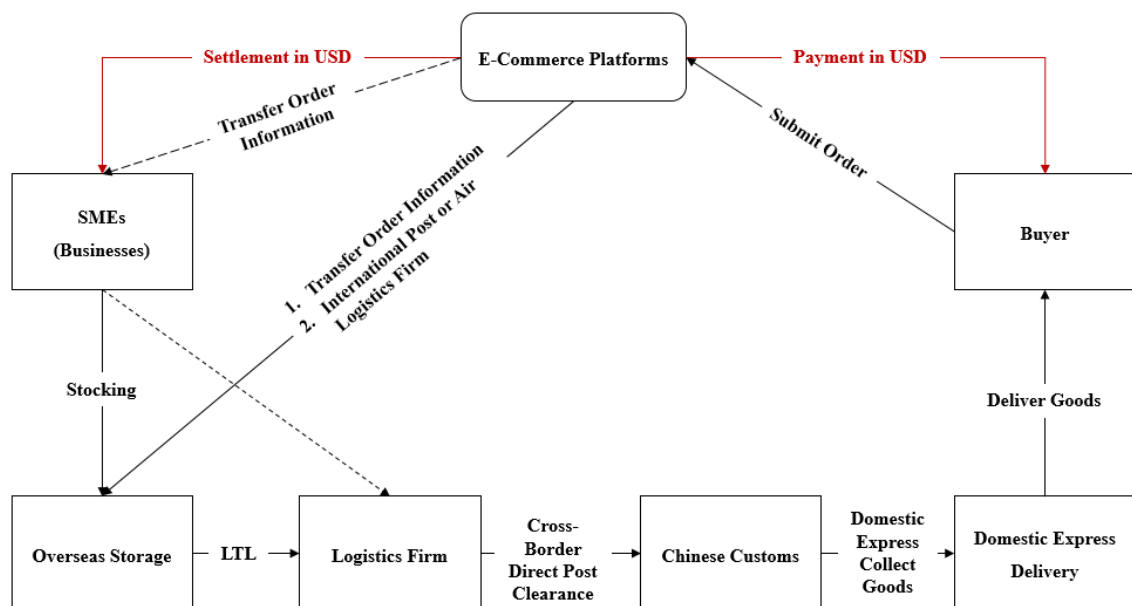 Settlement in USD
E-Commerce Platforms
Payment in USD
Transfer Order
Information
Submit Order
SMEs
(Businesses)
1. Transfer Order Information
2. International Post or Air
Logistics Firm
Buyer
Stocking
Deliver Goods
Overseas Storage
LTL
Logistics Firm
Cross-
Border
Direct Post
Clearance
Chinese Customs
Domestic
Express
Collect
Goods
Domestic Express
Delivery